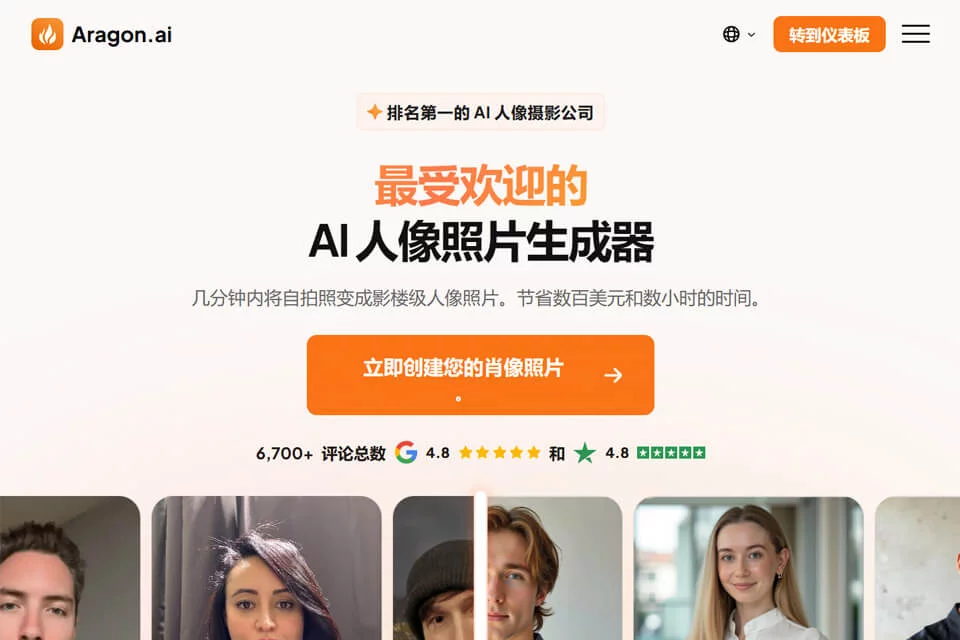 Aragon.ai
转到仪表板
排名第一的 AI 人像摄影公司
最受欢迎的
AI 人像照片生成器
几分钟内将自拍照变成影楼级人像照片。节省数百美元和数小时的时间。
立即创建您的肖像照片
。
6,700+ 评论总数 4.8 和 4.8